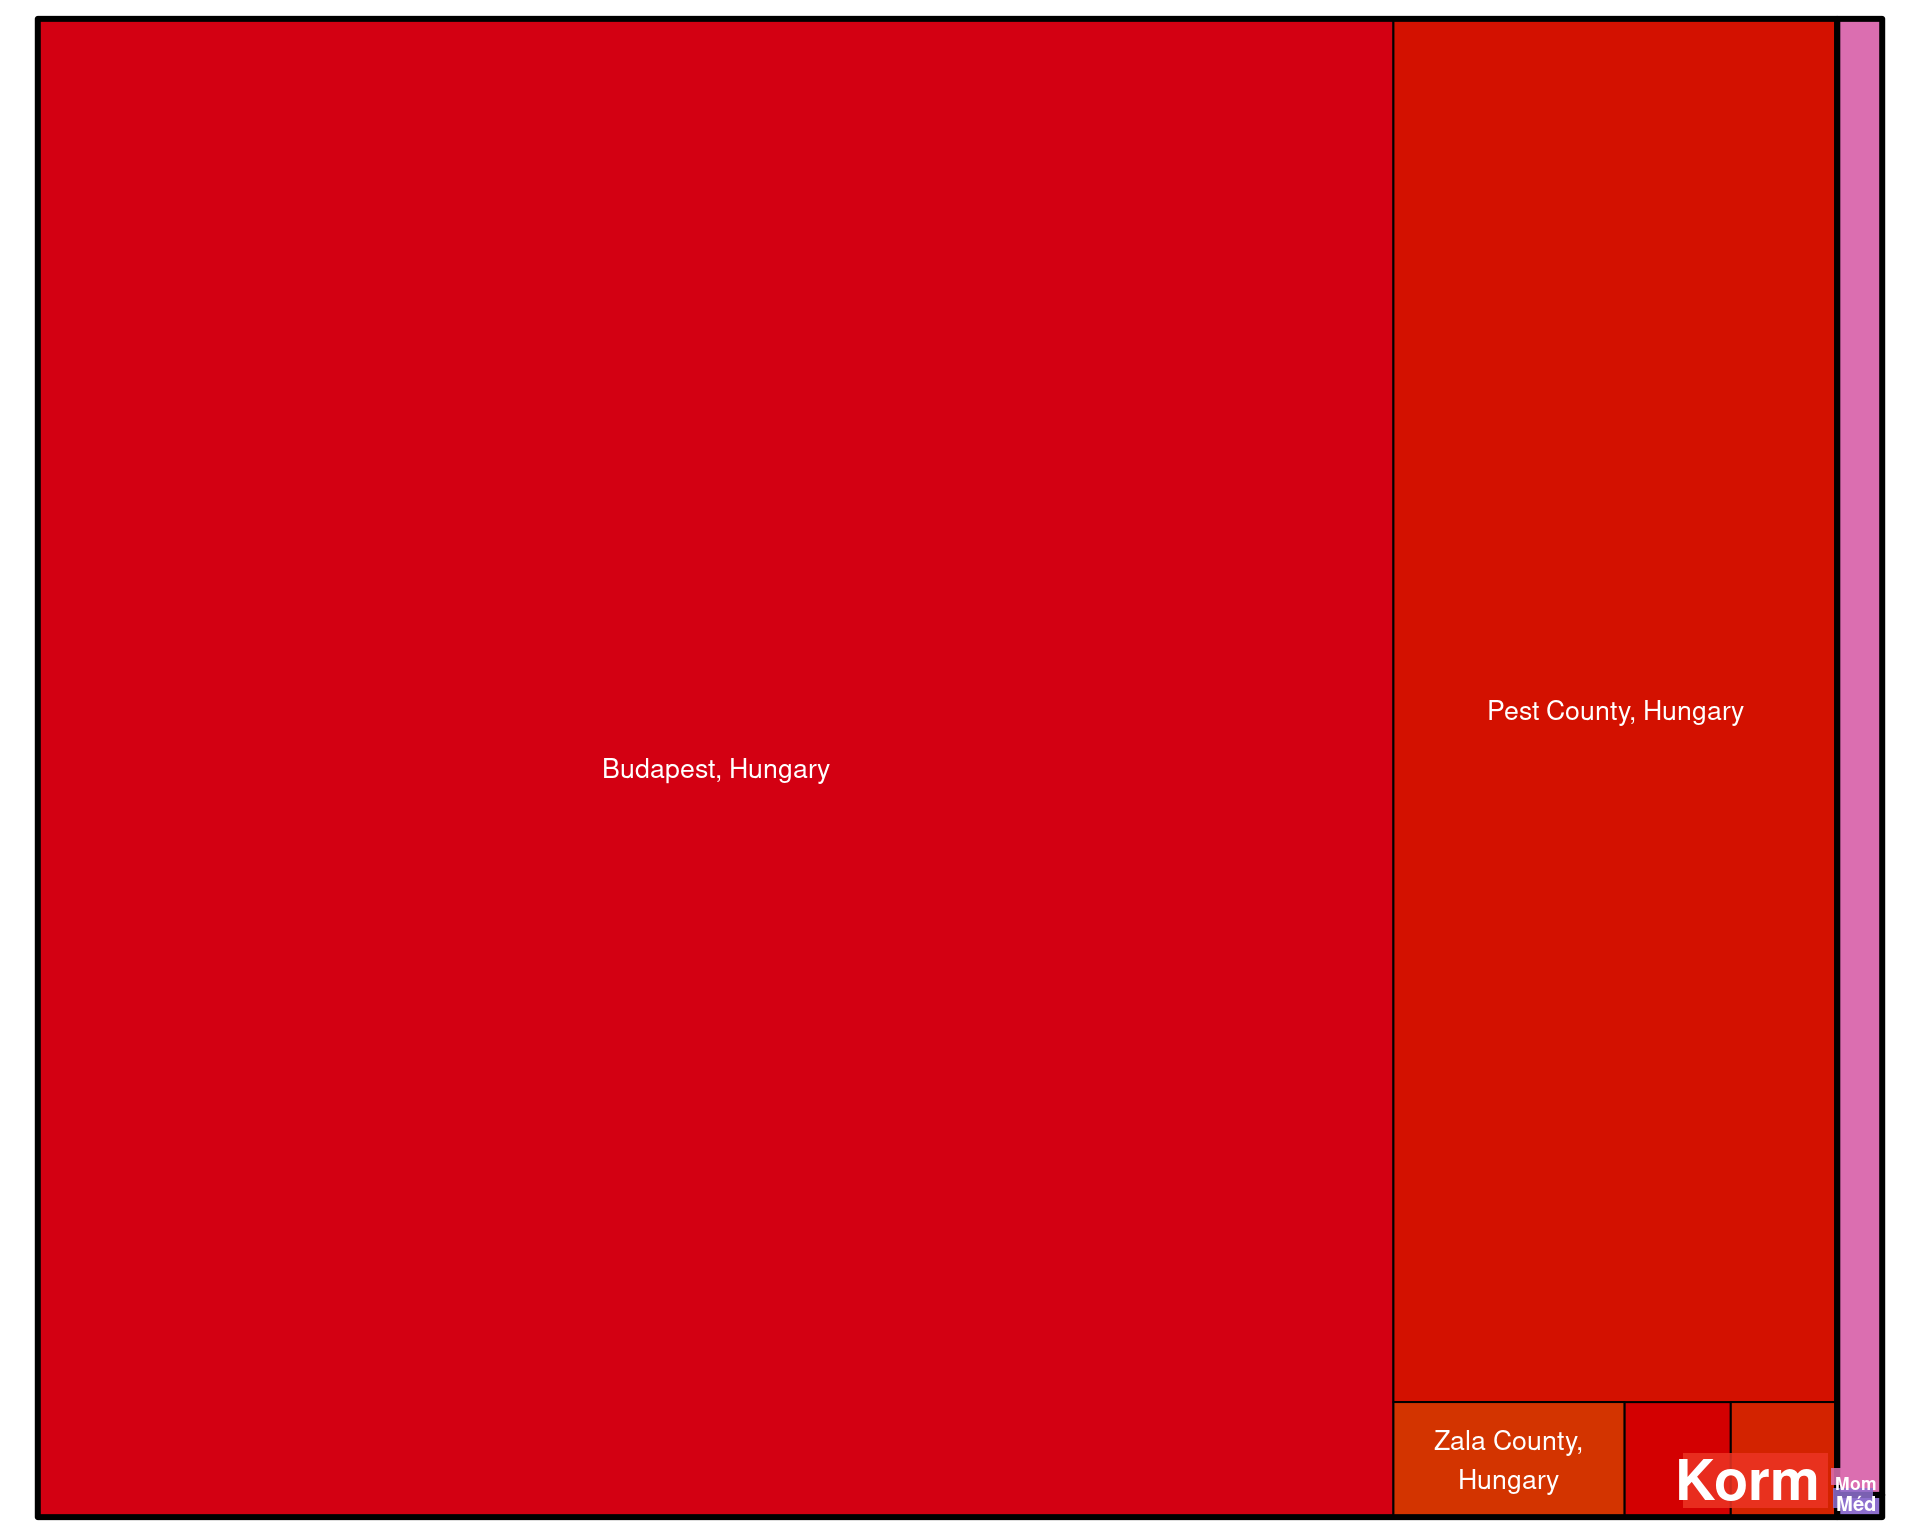 Budapest, Hungary
Pest County, Hungary
Zala County,
Hungary
Korm
Mom
Méd